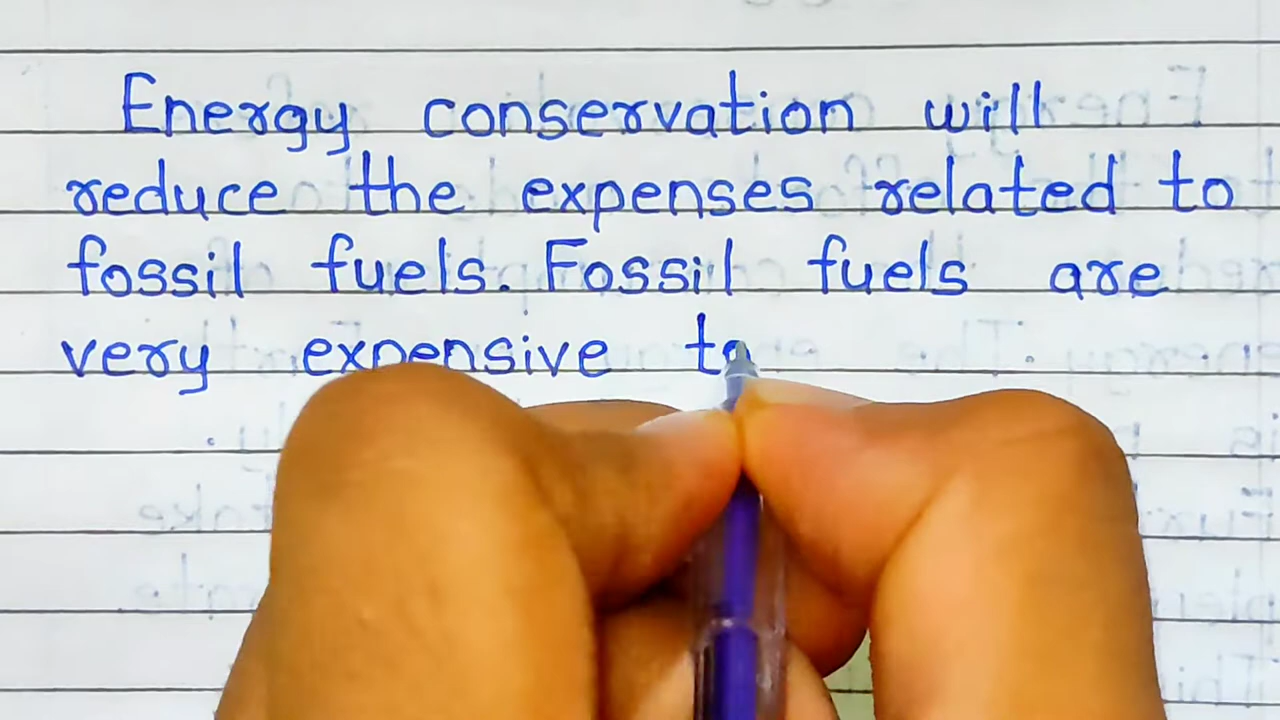 Energy conservation will
reduce the expenses related to
fossil fuels. Fossil fuels are
very expensive to